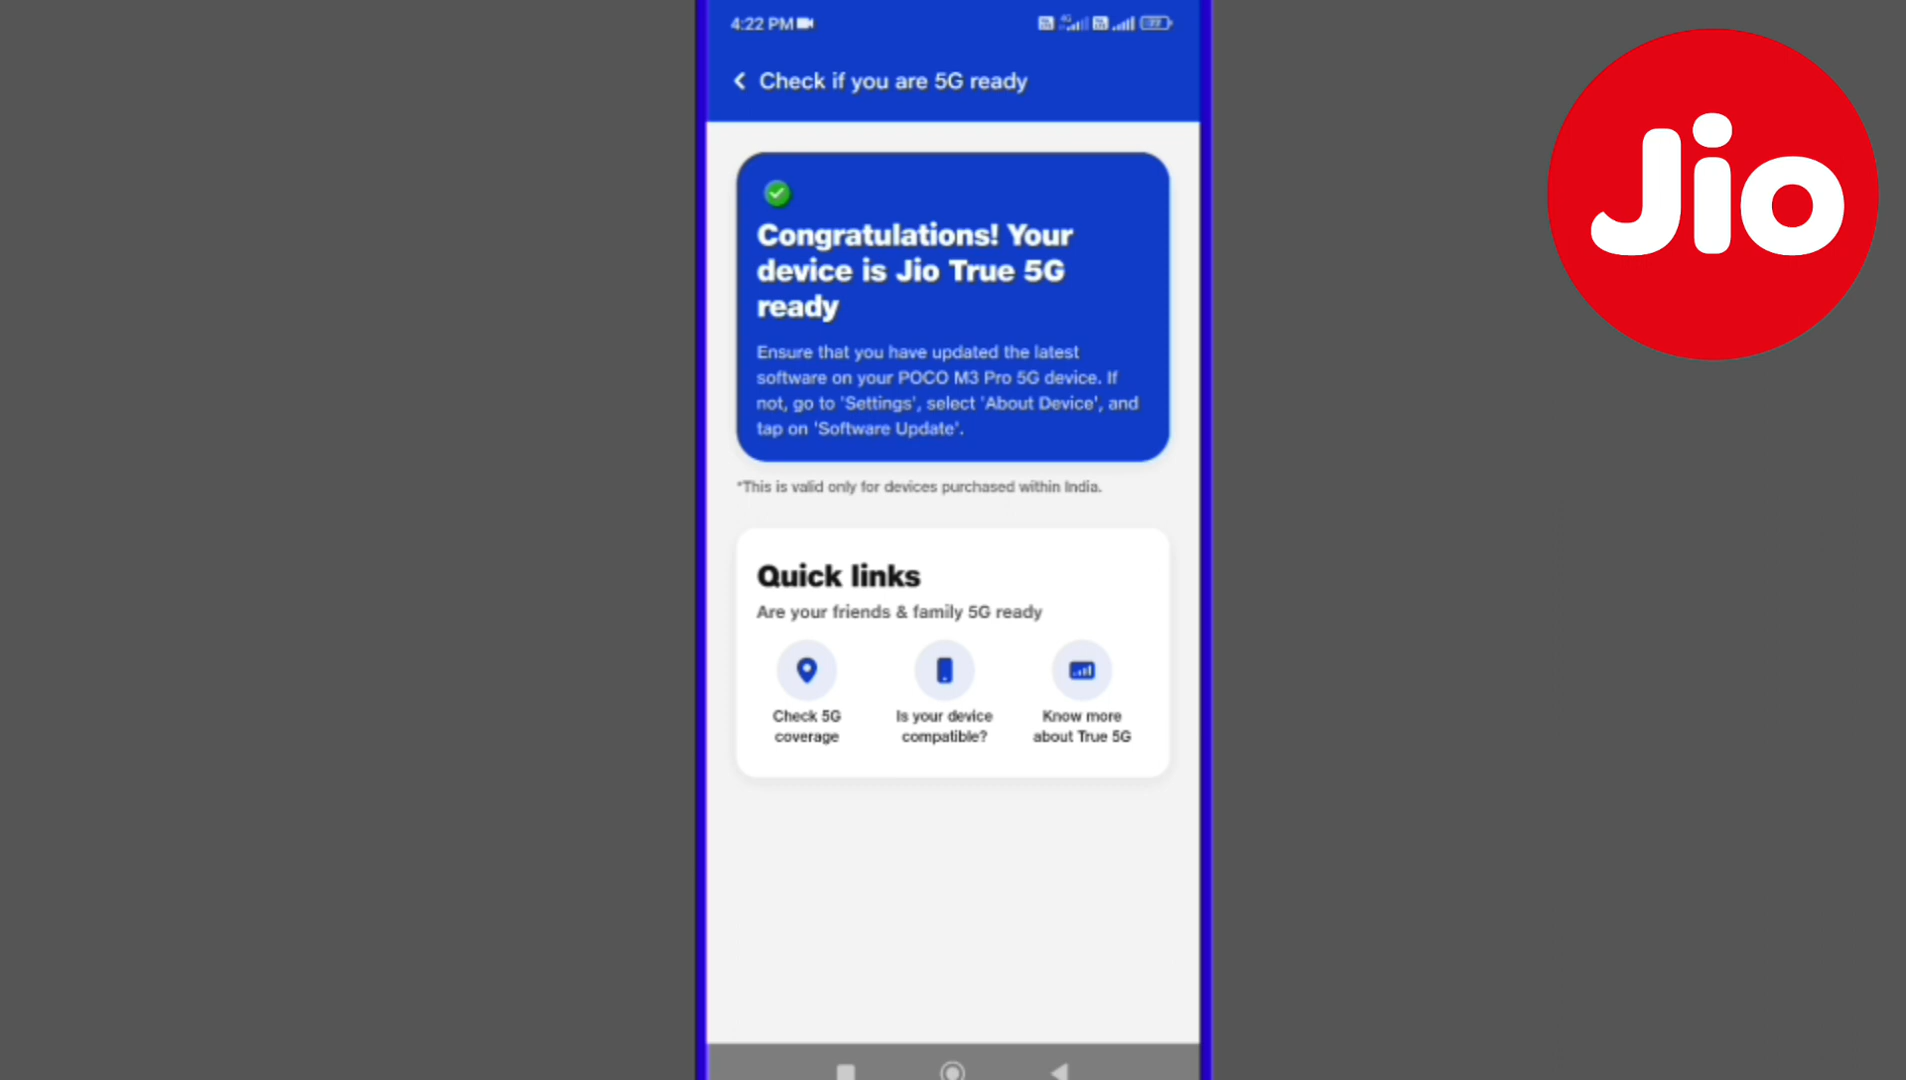 4:22 PM
Check if you are 5G ready
Jio
Congratulations! Your
device is Jio True 5G
ready
Ensure that you have updated the latest
software on your POCO M3 Pro 5G device. If
not, go to 'Settings', select 'About Device', and
tap on 'Software Update'.
*This is valid only for devices purchased within India.
Quick links
Are your friends & family 5G ready
Check 5G
coverage
Is your device
compatible?
Know more
about True 5G